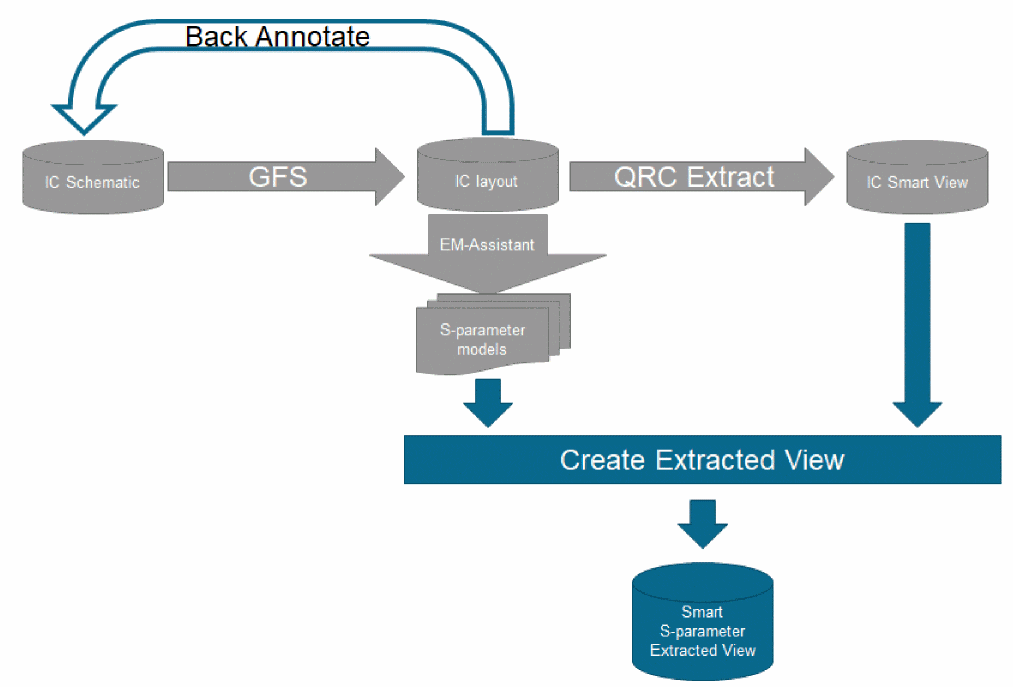 Back Annotate
IC Schematic
GFS
IC layout
QRC Extract
IC Smart View
EM-Assistant
S-parameter
models
Create Extracted View
Smart
S-parameter
Extracted View